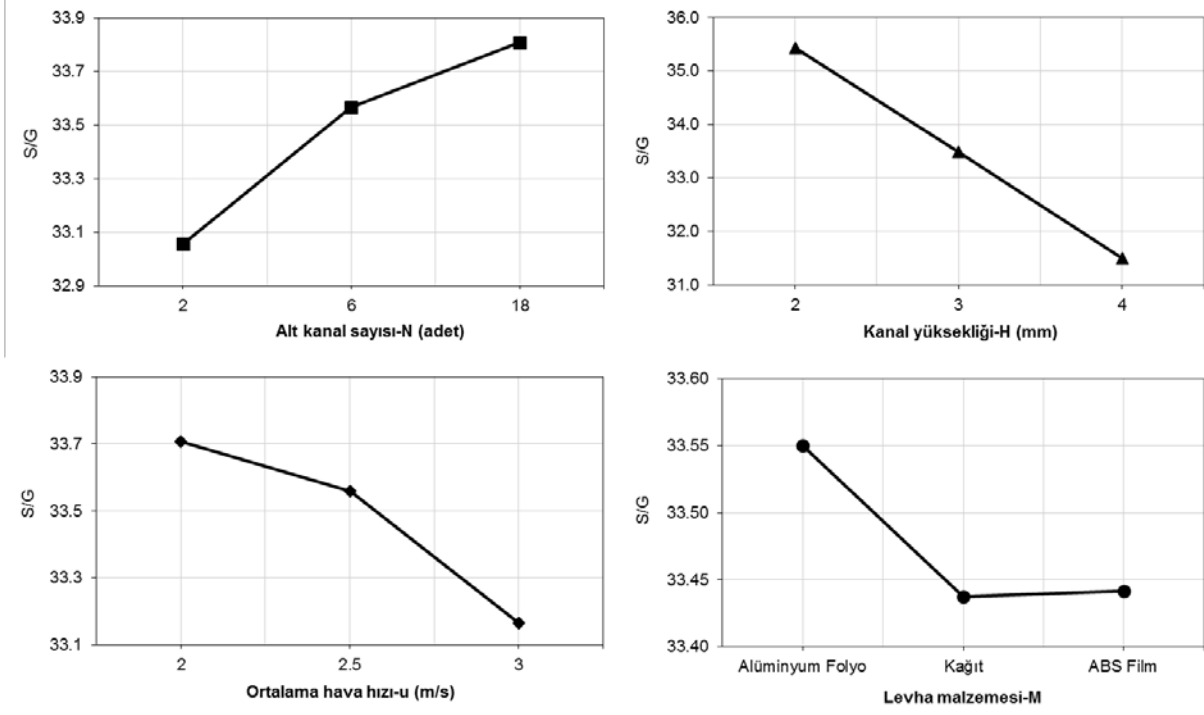 33.9
33.7
33.5
33.3
33.1
32.9
S/G
2
6
18
Alt kanal sayısı-N (adet)
36.0
35.0
34.0
33.0
32.0
31.0
S/G
2
3
4
Kanal yüksekliği-H (mm)
33.9
33.7
33.5
33.3
33.1
S/G
2
2.5
3
Ortalama hava hızı-u (m/s)
33.60
33.55
33.50
33.45
33.40
S/G
Alüminyum Folyo
Kağıt
ABS Film
Levha malzemesi-M